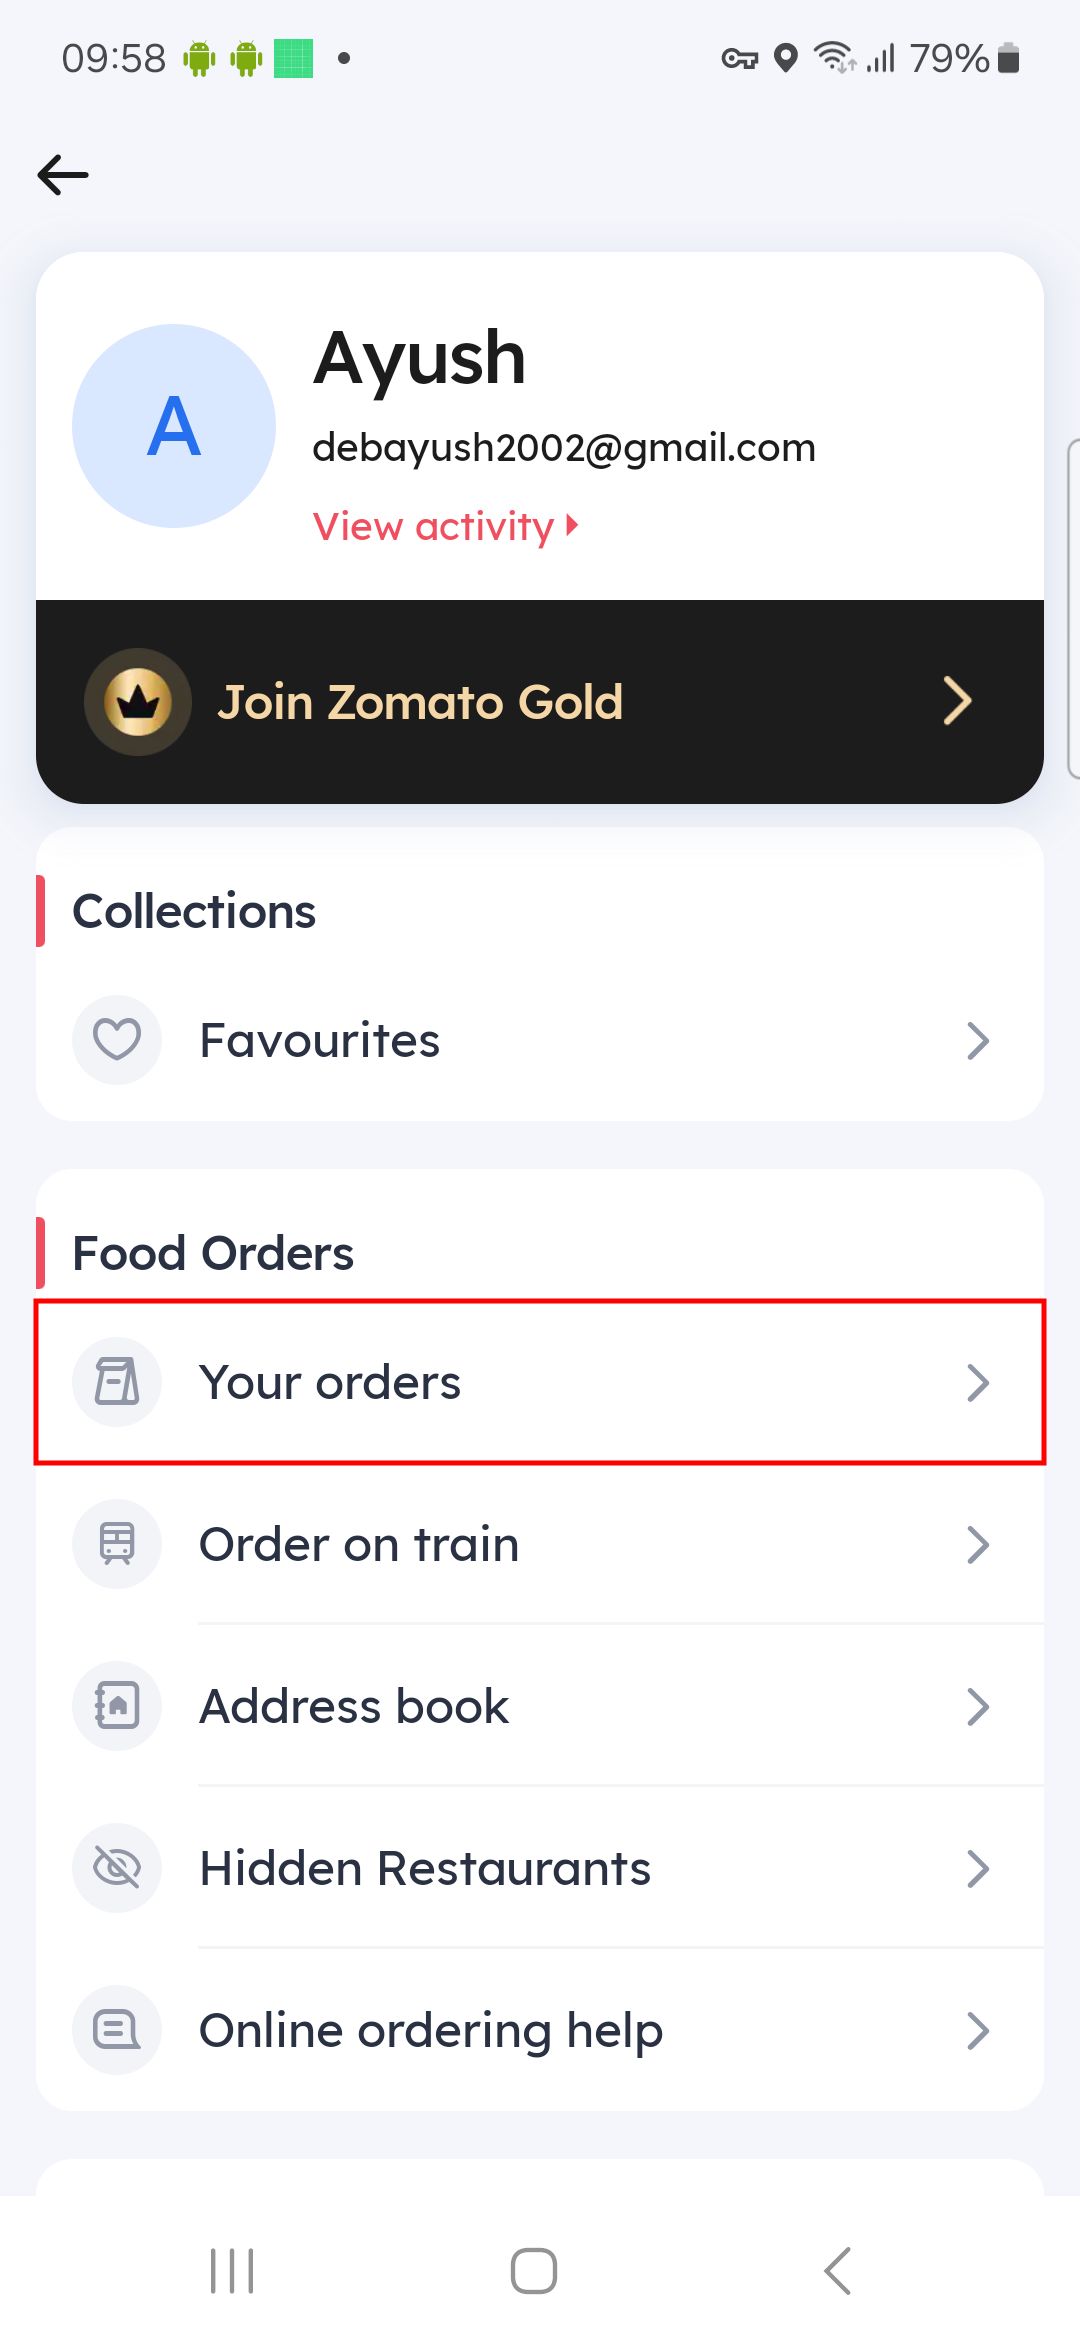 09:58
79%
A
Ayush
debayush2002@gmail.com
View activity
Join Zomato Gold
Collections
Favourites
Food Orders
Your orders
Order on train
Address book
Hidden Restaurants
Online ordering help